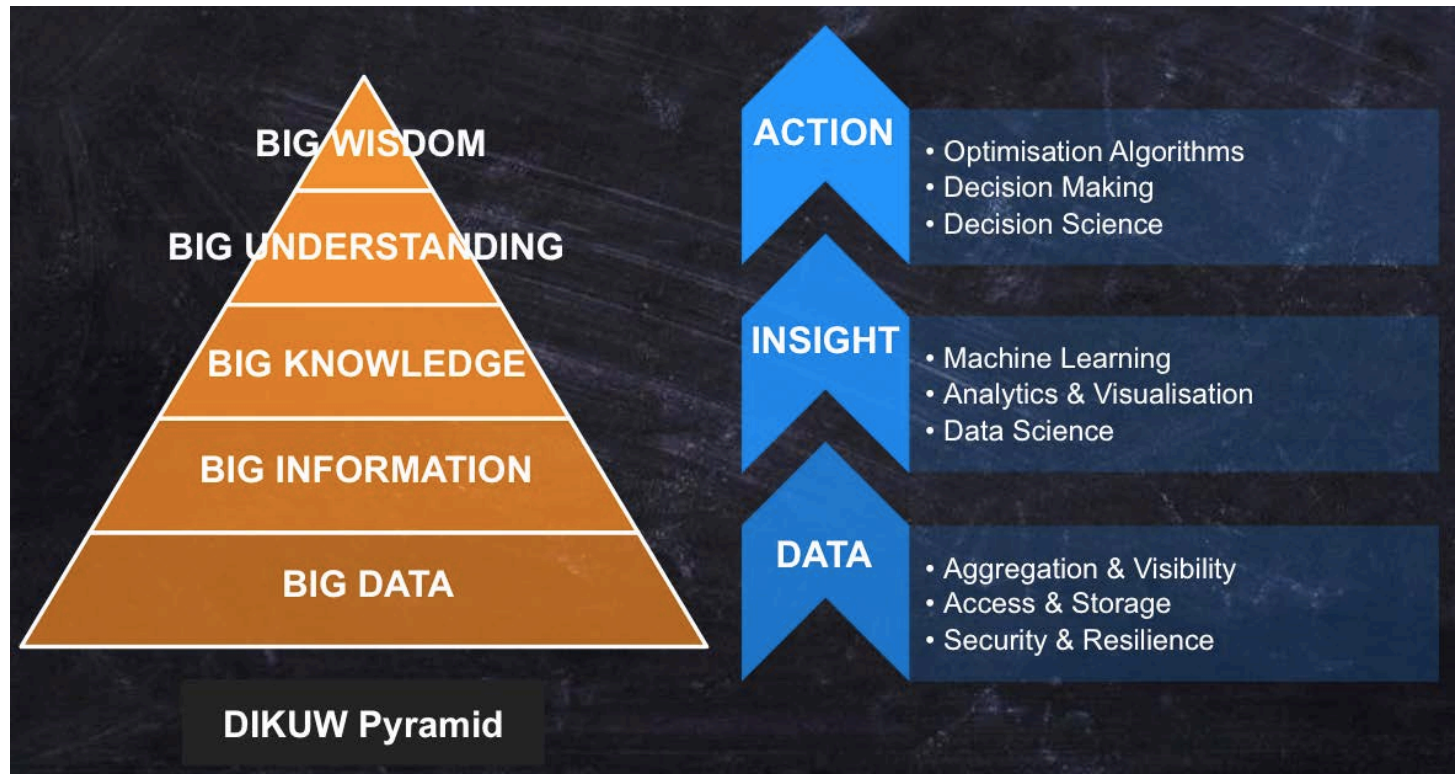 BIG WISDOM
BIG UNDERSTANDING
BIG KNOWLEDGE
BIG INFORMATION
BIG DATA
DIKUW Pyramid
ACTION
• Optimisation Algorithms
• Decision Making
• Decision Science
INSIGHT
• Machine Learning
• Analytics & Visualisation
• Data Science
DATA
• Aggregation & Visibility
• Access & Storage
• Security & Resilience